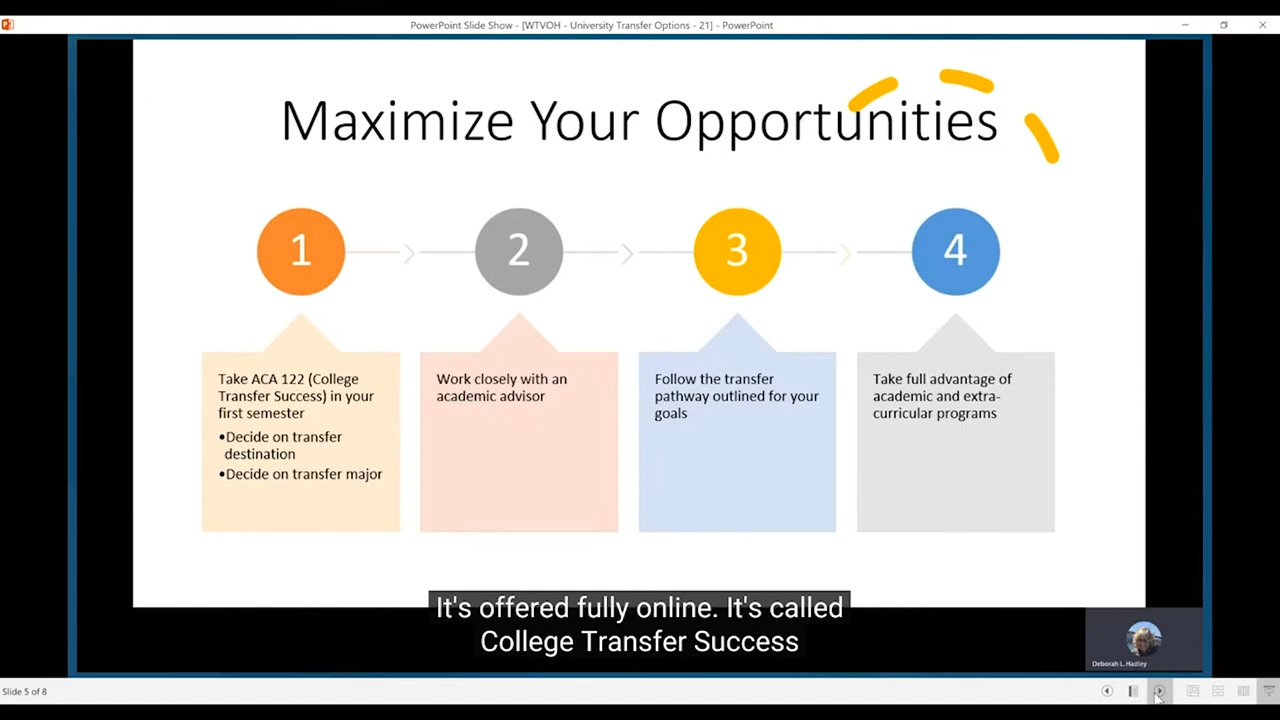 PowerPoint Slide Show - [WTVOH - University Transfer Options - 21] - PowerPoint
Maximize Your Opportunities
1
2
3
4
Take ACA 122 (College
Transfer Success) in your
first semester
•Decide on transfer
destination
•Decide on transfer major
Work closely with an
academic advisor
Follow the transfer
pathway outlined for your
goals
Take full advantage of
academic and extra-
curricular programs
It's offered fully online. It's called
College Transfer Success
Deborah L. Hadley
Slide 5 of 8